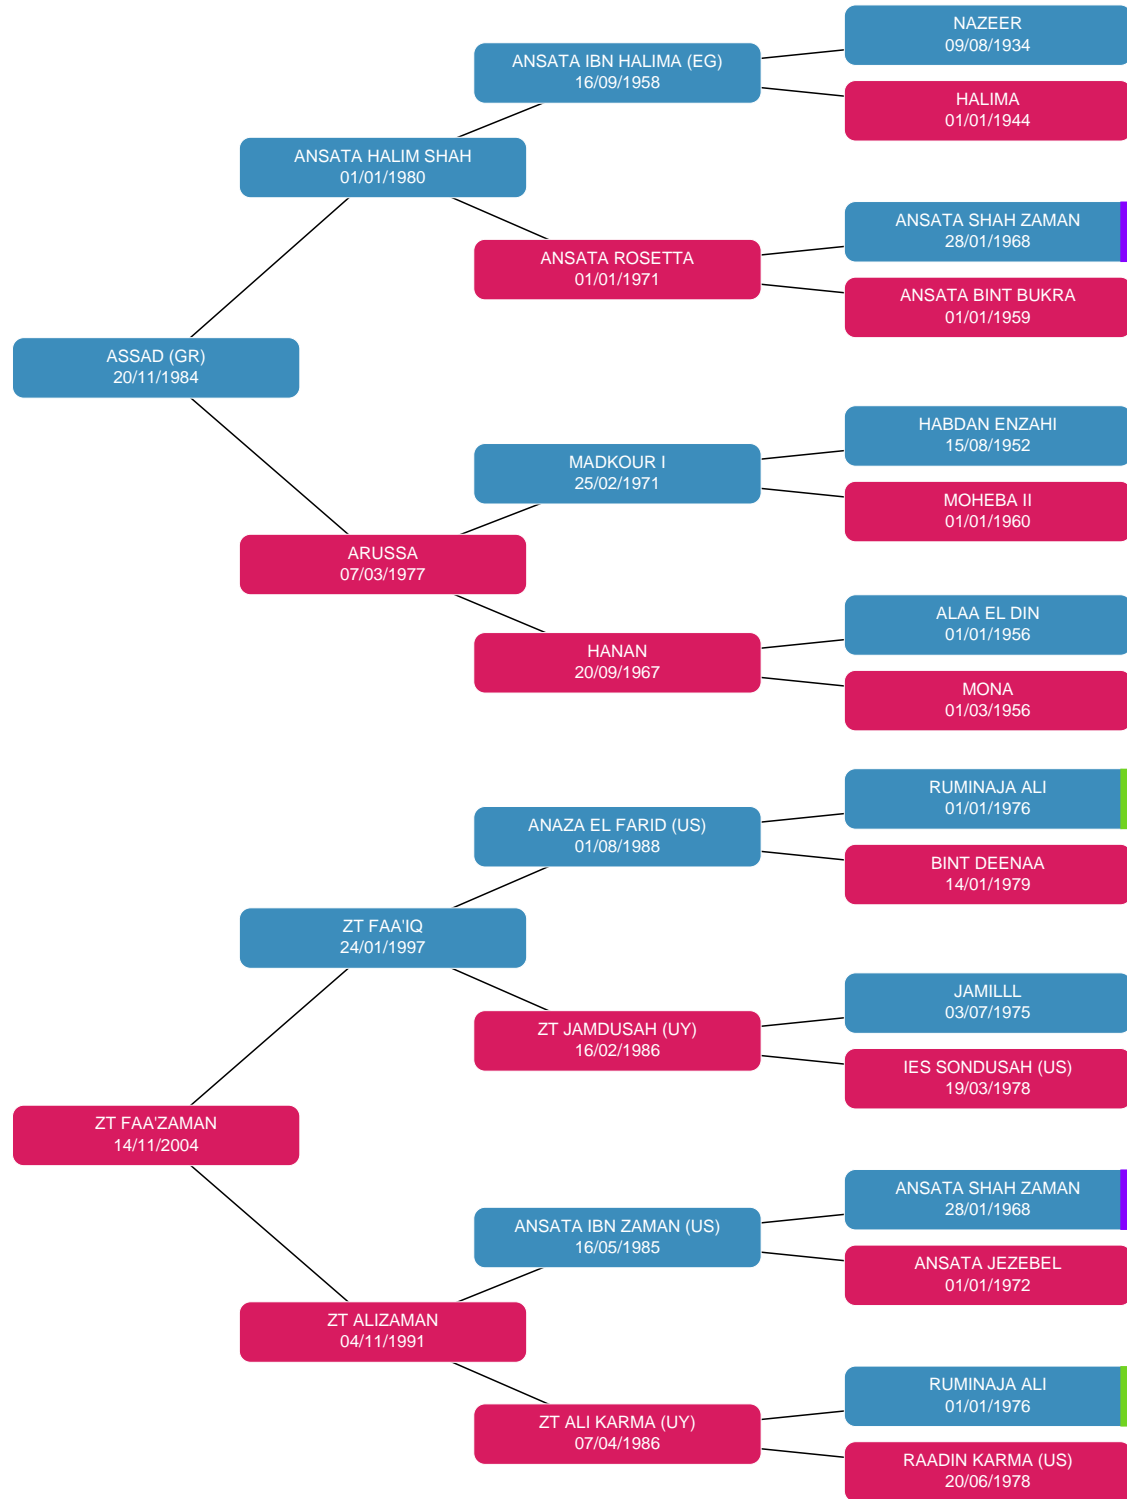 NAZEER
09/08/1934
ANSATA IBN HALIMA (EG)
16/09/1958
HALIMA
01/01/1944
ANSATA HALIM SHAH
01/01/1980
ANSATA SHAH ZAMAN
28/01/1968
ANSATA ROSETTA
01/01/1971
ANSATA BINT BUKRA
01/01/1959
ASSAD (GR)
20/11/1984
HABDAN ENZAHI
15/08/1952
MADKOUR I
25/02/1971
MOHEBA II
01/01/1960
ARUSSA
07/03/1977
ALAA EL DIN
01/01/1956
HANAN
20/09/1967
MONA
01/03/1956
RUMINAJA ALI
01/01/1976
ANAZA EL FARID (US)
01/08/1988
BINT DEENAA
14/01/1979
ZT FAA'IQ
24/01/1997
JAMILLL
03/07/1975
ZT JAMDUSAH (UY)
16/02/1986
IES SONDUSAH (US)
19/03/1978
ZT FAA'ZAMAN
14/11/2004
ANSATA SHAH ZAMAN
28/01/1968
ANSATA IBN ZAMAN (US)
16/05/1985
ANSATA JEZEBEL
01/01/1972
ZT ALIZAMAN
04/11/1991
RUMINAJA ALI
01/01/1976
ZT ALI KARMA (UY)
07/04/1986
RAADIN KARMA (US)
20/06/1978